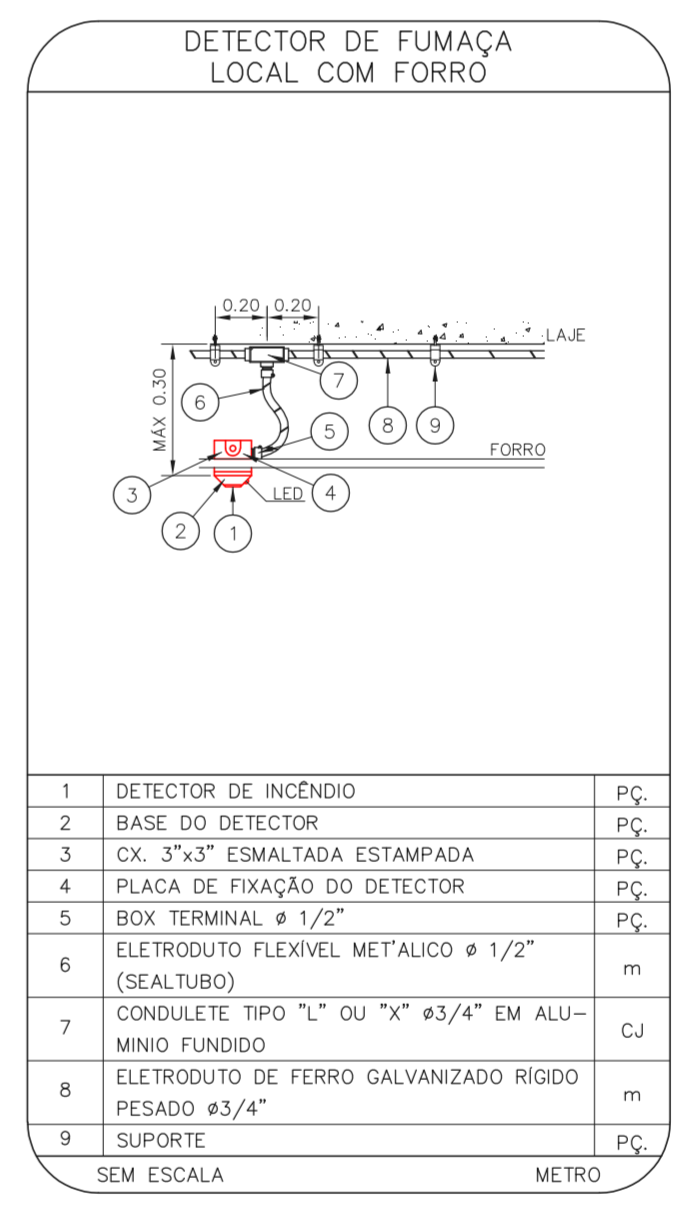 DETECTOR DE FUMAÇA
LOCAL COM FORRO
0.20 0.20
LAJE
MÁX 0.30
7
6
8
9
5
FORRO
3
LED
4
2
1
1 DETECTOR DE INCÊNDIO PÇ.
2 BASE DO DETECTOR PÇ.
3 CX. 3"x3" ESMALTADA ESTAMPADA PÇ.
4 PLACA DE FIXAÇÃO DO DETECTOR PÇ.
5 BOX TERMINAL ø 1/2" PÇ.
6 ELETRODUTO FLEXÍVEL MET'ALICO ø 1/2"
(SEALTUBO) m
7 CONDULETE TIPO "L" OU "X" ø3/4" EM ALU–
MINIO FUNDIDO CJ
8 ELETRODUTO DE FERRO GALVANIZADO RÍGIDO
PESADO ø3/4" m
9 SUPORTE PÇ.
SEM ESCALA METRO